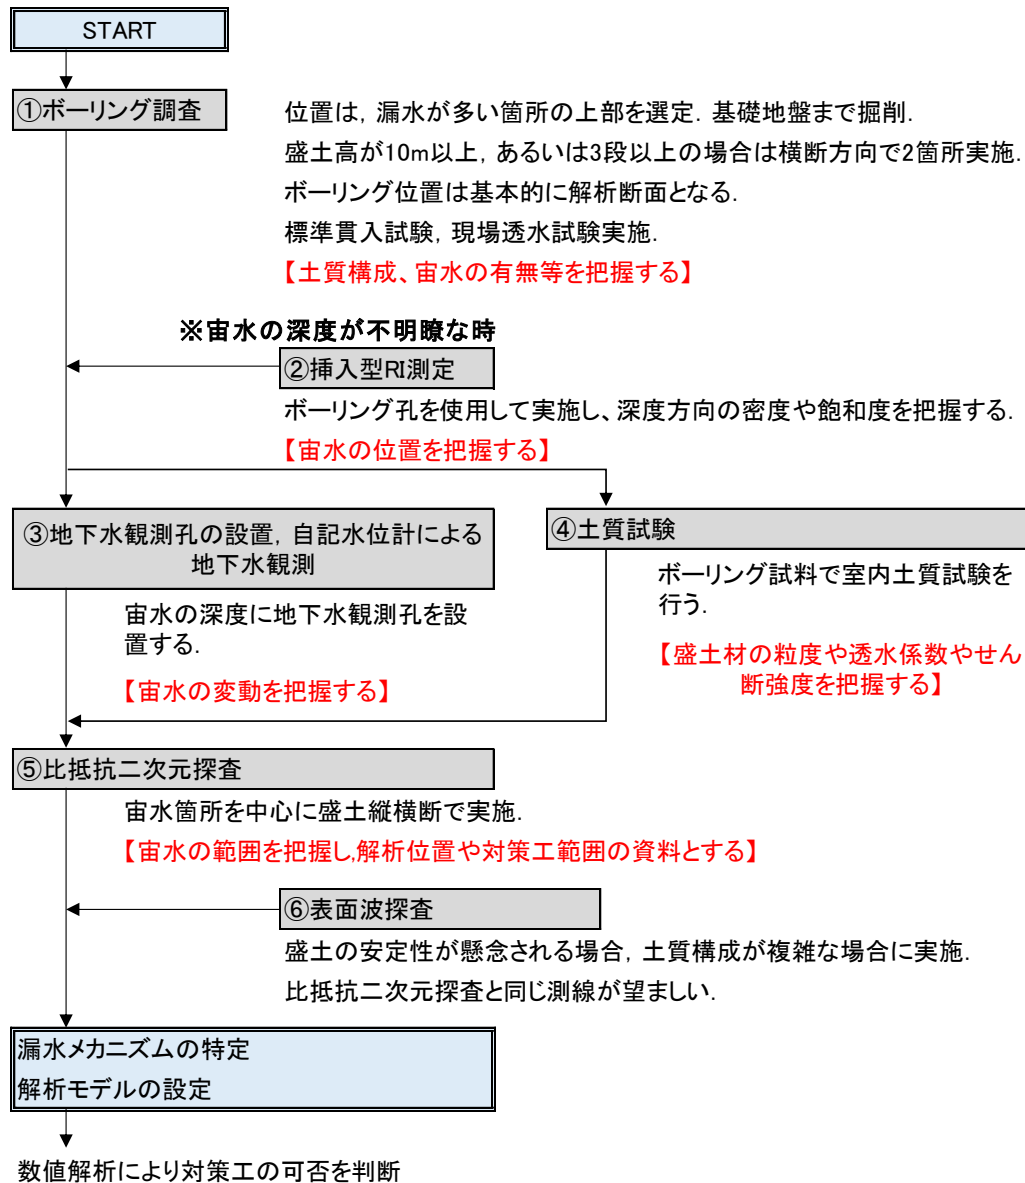 START
①ボーリング調査
位置は，漏水が多い箇所の上部を選定．基礎地盤まで掘削．
盛土高が10m以上，あるいは3段以上の場合は横断方向で2箇所実施．
ボーリング位置は基本的に解析断面となる．
標準貫入試験，現場透水試験実施．
【土質構成、宙水の有無等を把握する】
※宙水の深度が不明瞭な時
②挿入型RI測定
ボーリング孔を使用して実施し、深度方向の密度や飽和度を把握する．
【宙水の位置を把握する】
③地下水観測孔の設置，自記水位計による
地下水観測
宙水の深度に地下水観測孔を設
置する．
【宙水の変動を把握する】
④土質試験
ボーリング試料で室内土質試験を
行う．
【盛土材の粒度や透水係数やせん
断強度を把握する】
⑤比抵抗二次元探査
宙水箇所を中心に盛土縦横断で実施．
【宙水の範囲を把握し,解析位置や対策工範囲の資料とする】
⑥表面波探査
盛土の安定性が懸念される場合，土質構成が複雑な場合に実施．
比抵抗二次元探査と同じ測線が望ましい．
漏水メカニズムの特定
解析モデルの設定
数値解析により対策工の可否を判断